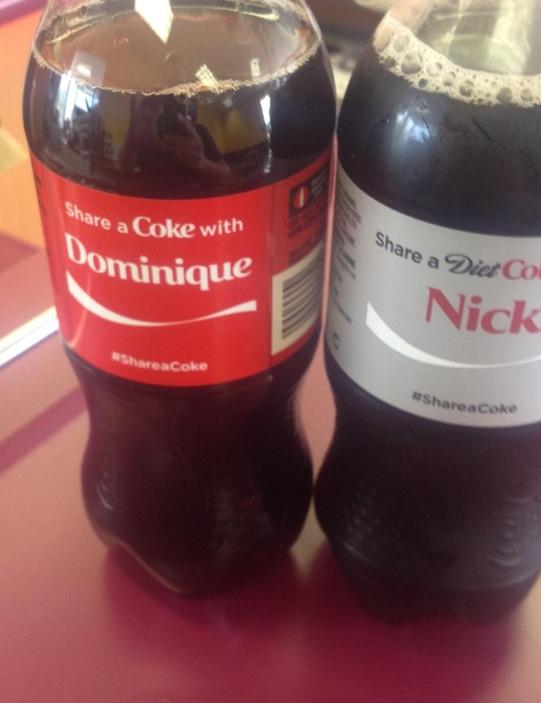 Share a Coke with
Dominique
#ShareaCoke
Share a Diet Co
Nick
#ShareaCoke